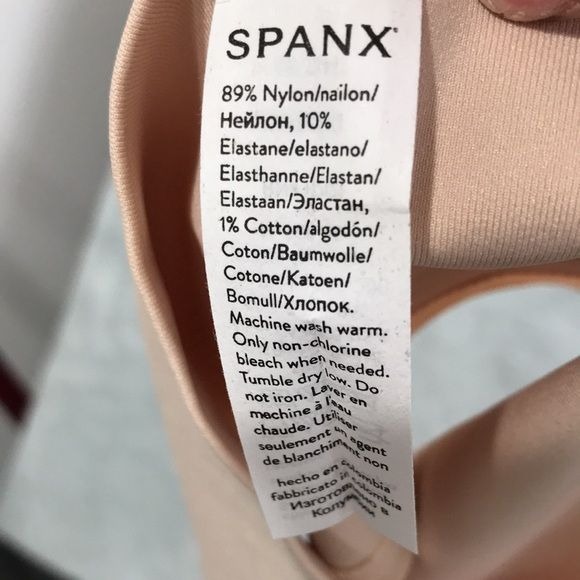 SPANX
89% Nylon/nailon/
Нейлон, 10%
Elastane/elastano/
Elasthanne/Elastan/
Elastaan/Эластан,
1% Cotton/algodón/
Coton/Baumwolle/
Cotone/Katoen/
Bomull/Хлопок.
Machine wash warm.
Only non-chlorine
bleach when needed.
Tumble dry low. Do
not iron. Laver en
machine à l'eau
chaude. Utiliser
seulement un agent
de blanchiment non
hecho en colombia
fabbricato in colombia
Изготовлено в
Колумбии